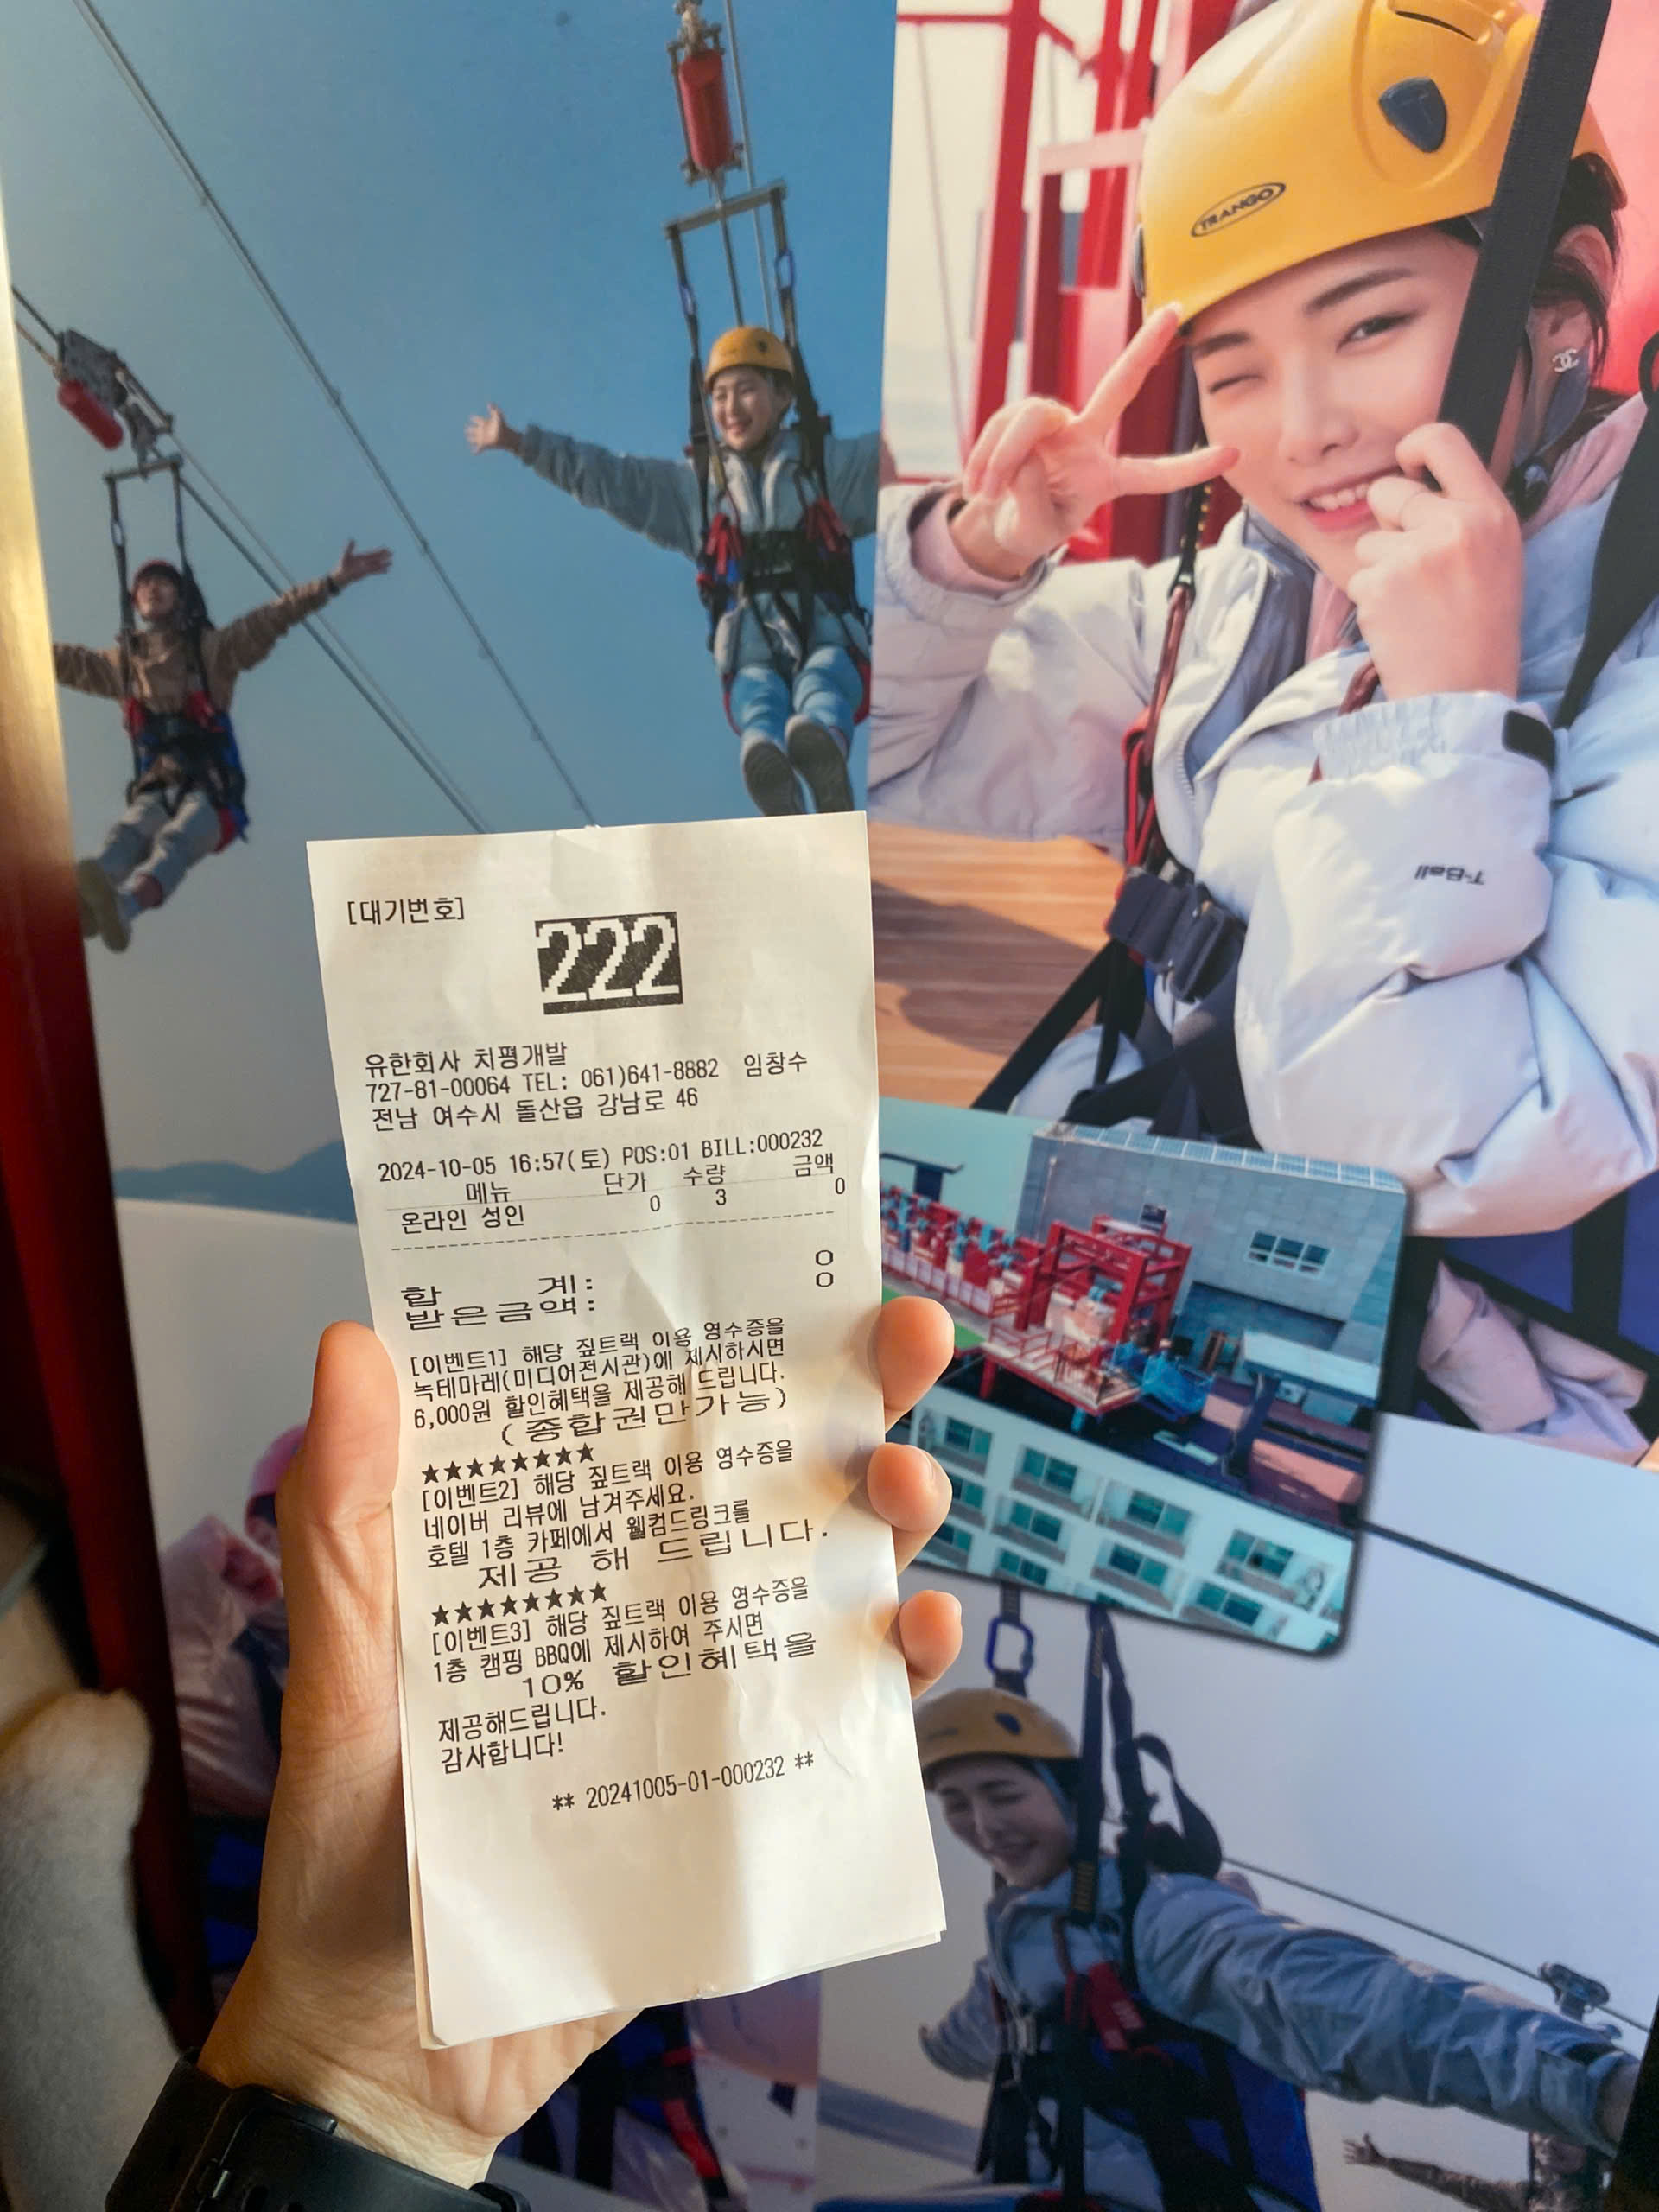 TRANGO
T-Ball
[대기번호]
222
유한회사 치평개발
727-81-00064 TEL: 061)641-8882 임창수
전남 여수시 돌산읍 강남로 46
2024-10-05 16:57(토) POS:01 BILL:000232
메뉴 단가 수량 금액
온라인 성인 0 3 0
합 계: 0
받은금액: 0
[이벤트1] 해당 짚트랙 이용 영수증을
녹테마레(미디어전시관)에 제시하시면
6,000원 할인혜택을 제공해 드립니다.
(종합권만가능)
★★★★★★★★
[이벤트2] 해당 짚트랙 이용 영수증을
네이버 리뷰에 남겨주세요.
호텔 1층 카페에서 웰컴드링크를
제공 해 드립니다.
★★★★★★★★
[이벤트3] 해당 짚트랙 이용 영수증을
1층 캠핑 BBQ에 제시하여 주시면
10% 할인혜택을
제공해드립니다.
감사합니다!
** 20241005-01-000232 **